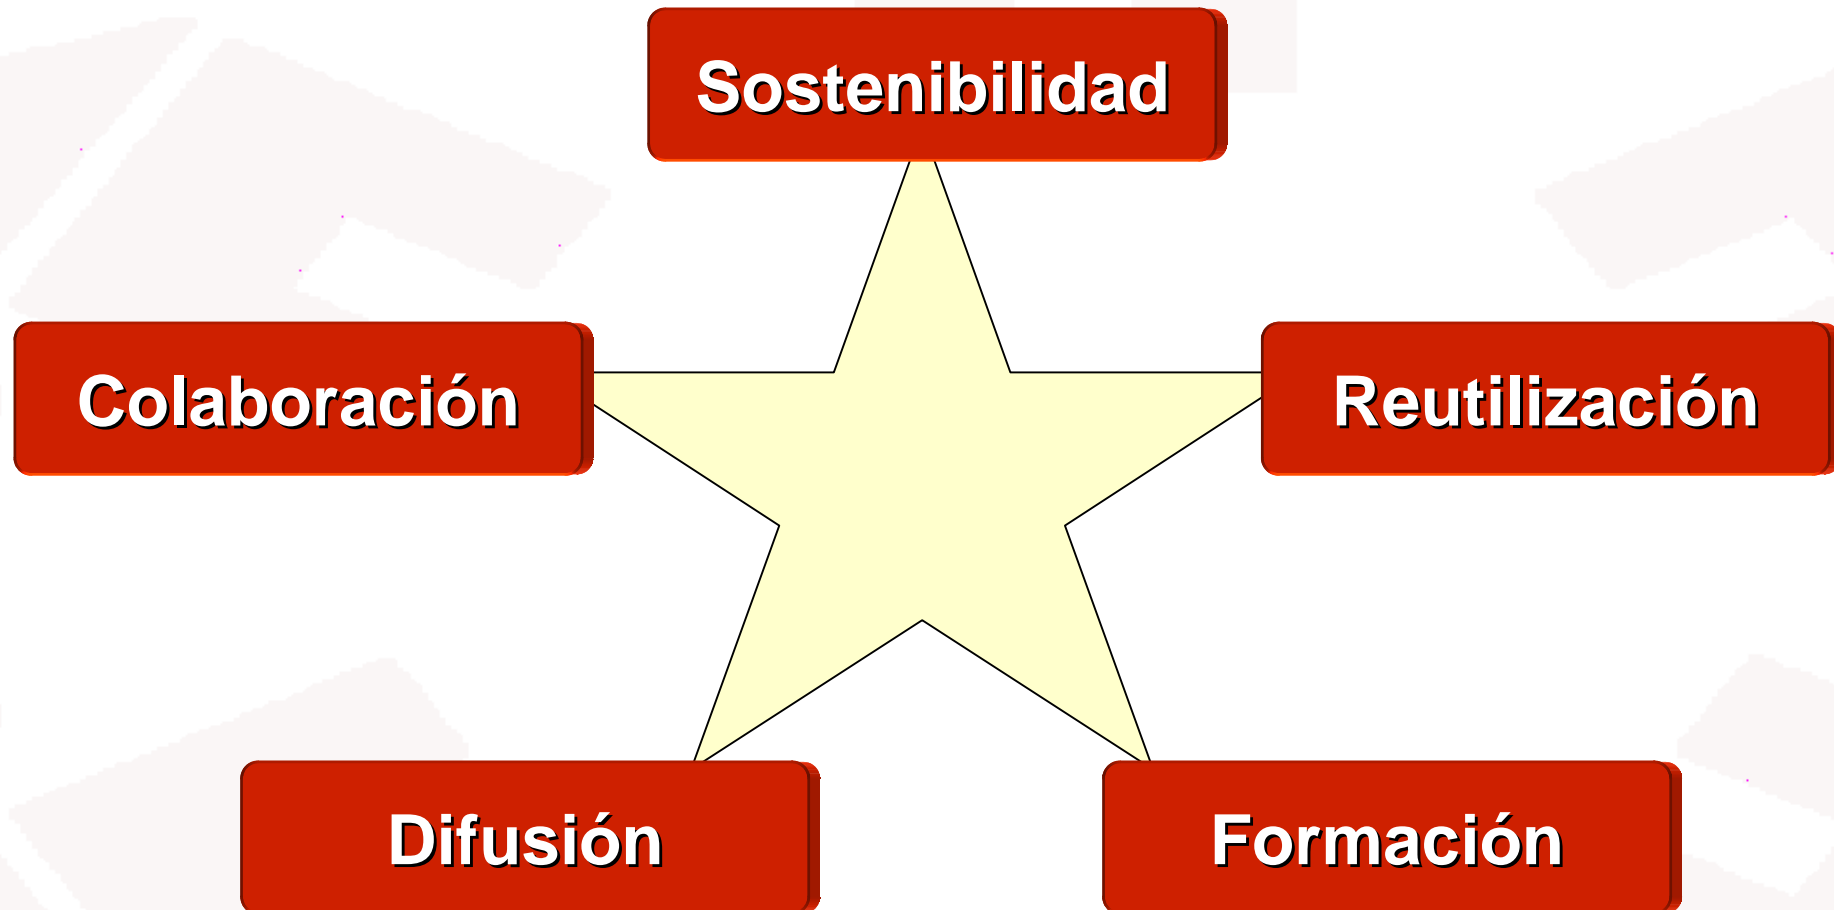 Sostenibilidad
Colaboración
Reutilización
Difusión
Formación